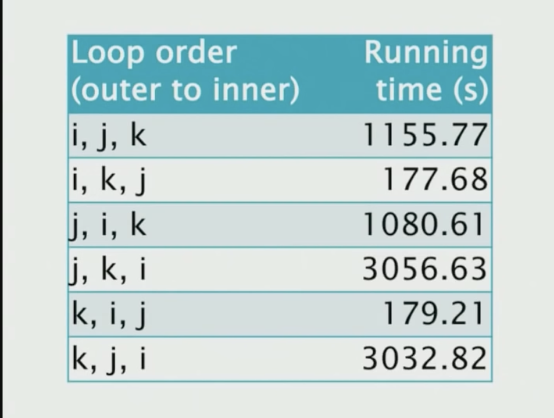 Loop order Running
(outer to inner) time (s)
i, j, k 1155.77
i, k, j 177.68
j, i, k 1080.61
j, k, i 3056.63
k, i, j 179.21
k, j, i 3032.82